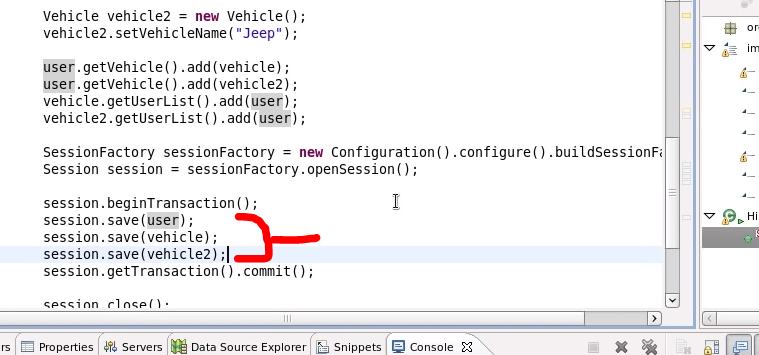 Vehicle vehicle2 = new Vehicle();
vehicle2.setVehicleName("Jeep");
user.getVehicle().add(vehicle);
user.getVehicle().add(vehicle2);
vehicle.getUserList().add(user);
vehicle2.getUserList().add(user);
SessionFactory sessionFactory = new Configuration().configure().buildSessionFa
Session session = sessionFactory.openSession();
session.beginTransaction();
session.save(user);
session.save(vehicle);
session.save(vehicle2);
session.getTransaction().commit();
session.close();
or
im
Hi
rs Properties Servers Data Source Explorer Snippets Console